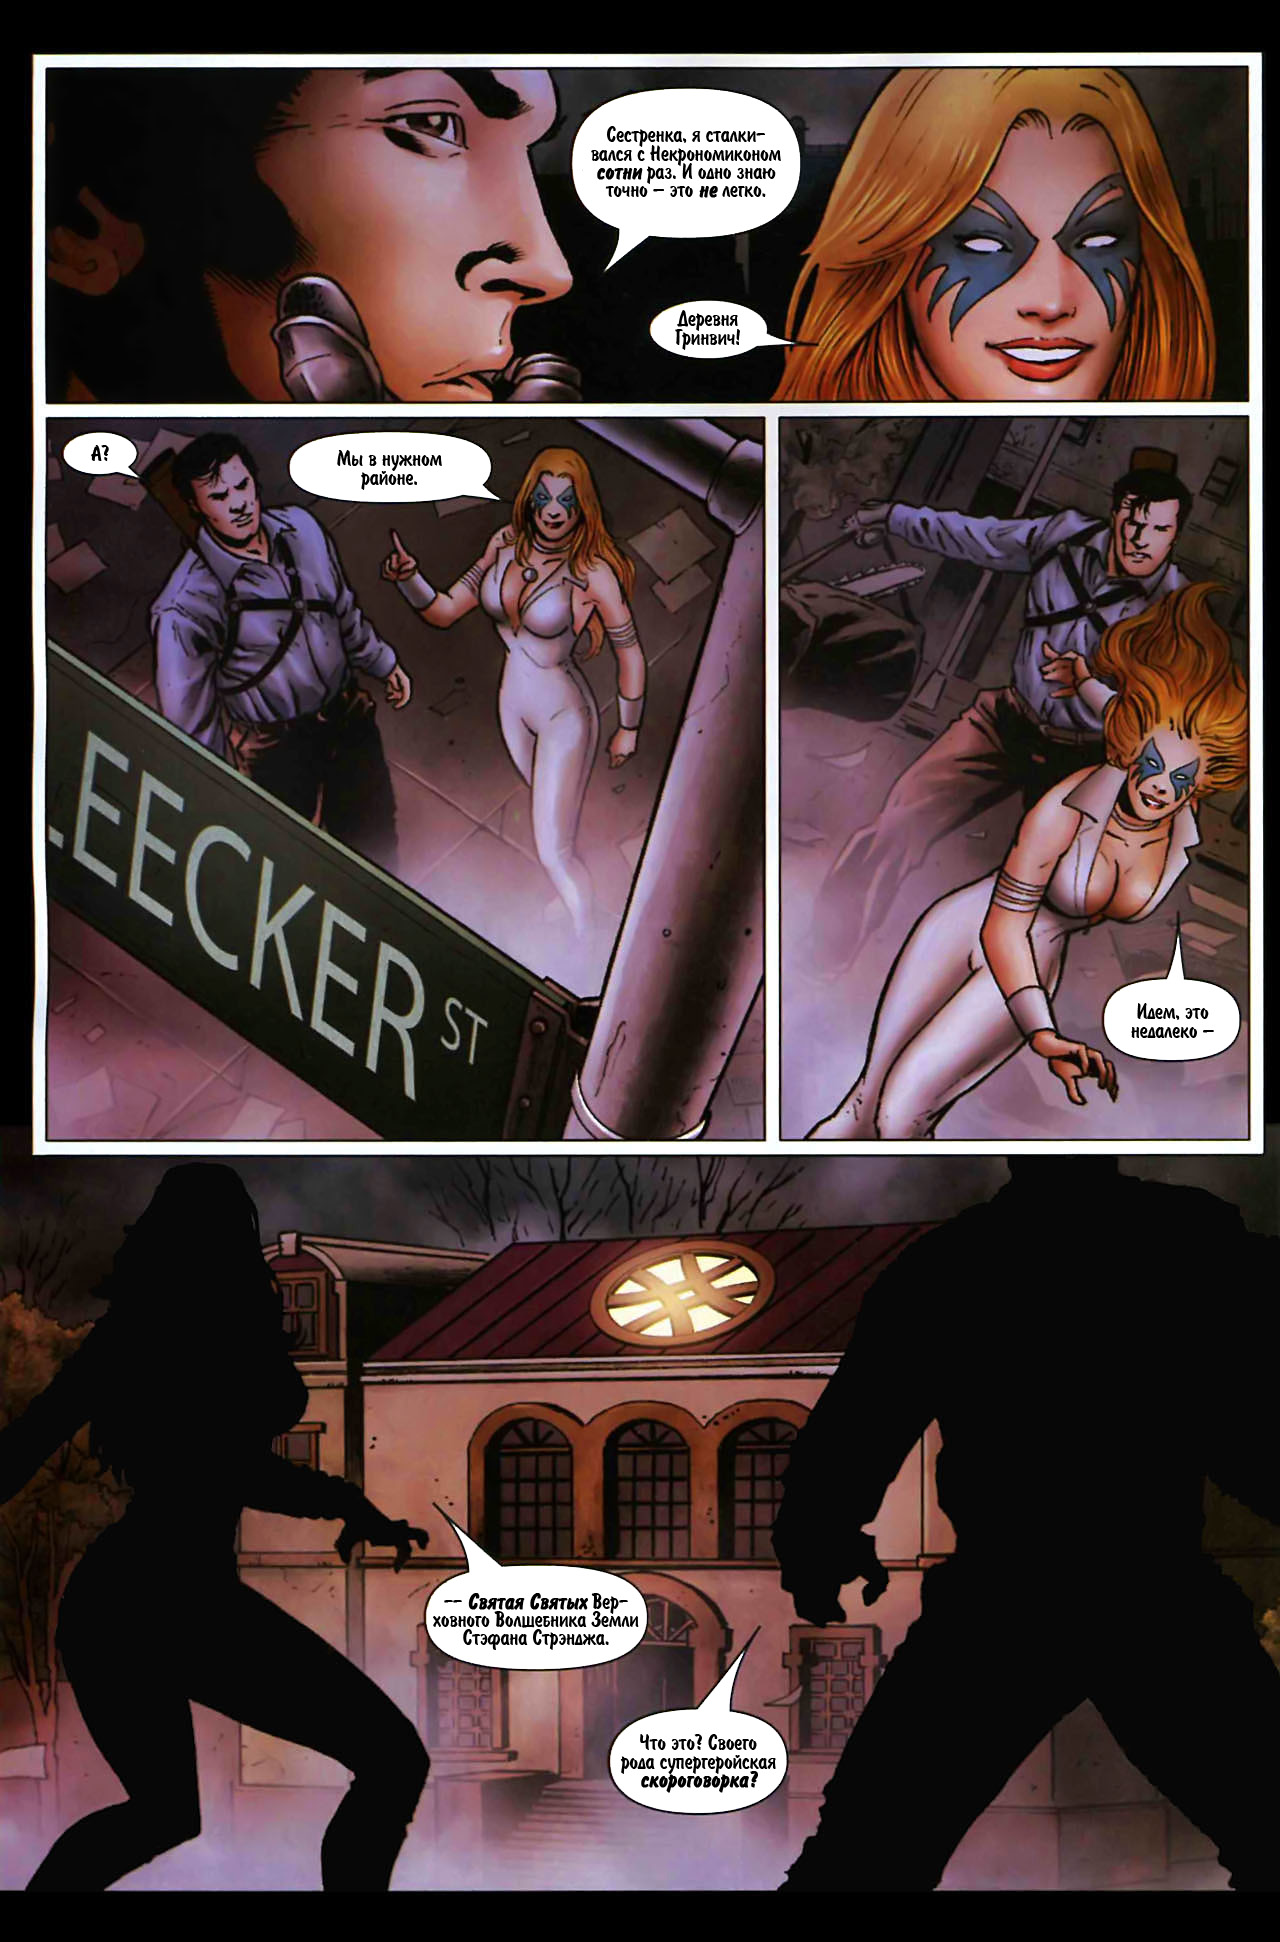 Сестренка, я сталки-
вался с Некрономиконом
сотни раз. И одно знаю
точно – это не легко.
Деревня
Гринвич!
А?
Мы в нужном
районе.
LEECKER ST
Идем, это
недалеко –
-- Святая Святых Вер-
ховного Волшебника Земли
Стэфана Стрэнджа.
Что это? Своего
рода супергеройская
скороговорка?